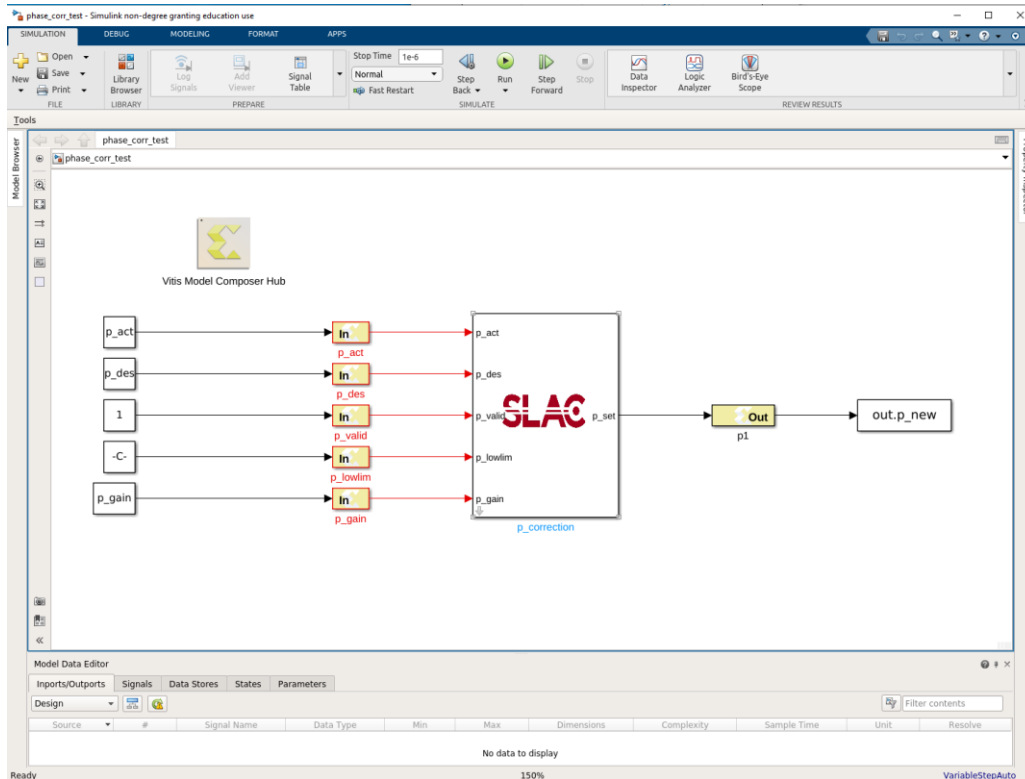 phase_corr_test - Simulink non-degree granting education use
SIMULATION DEBUG MODELING FORMAT APPS
New
Open
Save
Print
FILE
Library Browser
LIBRARY
Log Signals
Add Viewer
Signal Table
PREPARE
Stop Time 1e-6
Normal
Fast Restart
Step Back
Run
Step Forward
Stop
SIMULATE
Data Inspector
Logic Analyzer
Bird's-Eye Scope
REVIEW RESULTS
Tools
Model Browser
phase_corr_test
phase_corr_test
Vitis Model Composer Hub
p_act In p_act
p_act
p_des In p_des
p_des
1 In p_valid SLAC p_set Out out.p_new
p_valid p1
-C- In p_lowlim
p_lowlim
p_gain In p_gain
p_gain p_correction
Model Data Editor
Inports/Outports Signals Data Stores States Parameters
Design Filter contents
Source # Signal Name Data Type Min Max Dimensions Complexity Sample Time Unit Resolve
No data to display
Ready 150% VariableStepAuto